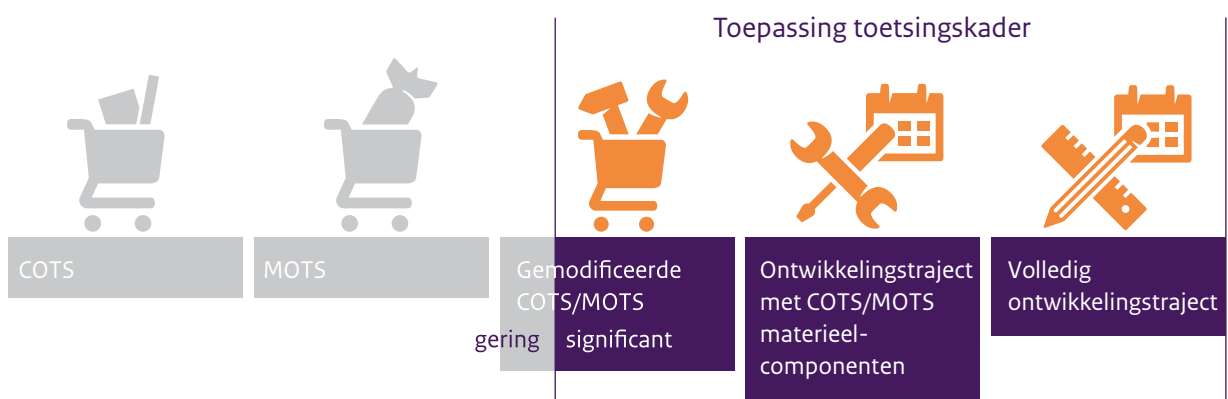 Toepassing toetsingskader
COTS
MOTS
Gemodificeerde
COTS/MOTS
gering significant
Ontwikkelingstraject
met COTS/MOTS
materieel-
componenten
Volledig
ontwikkelingstraject